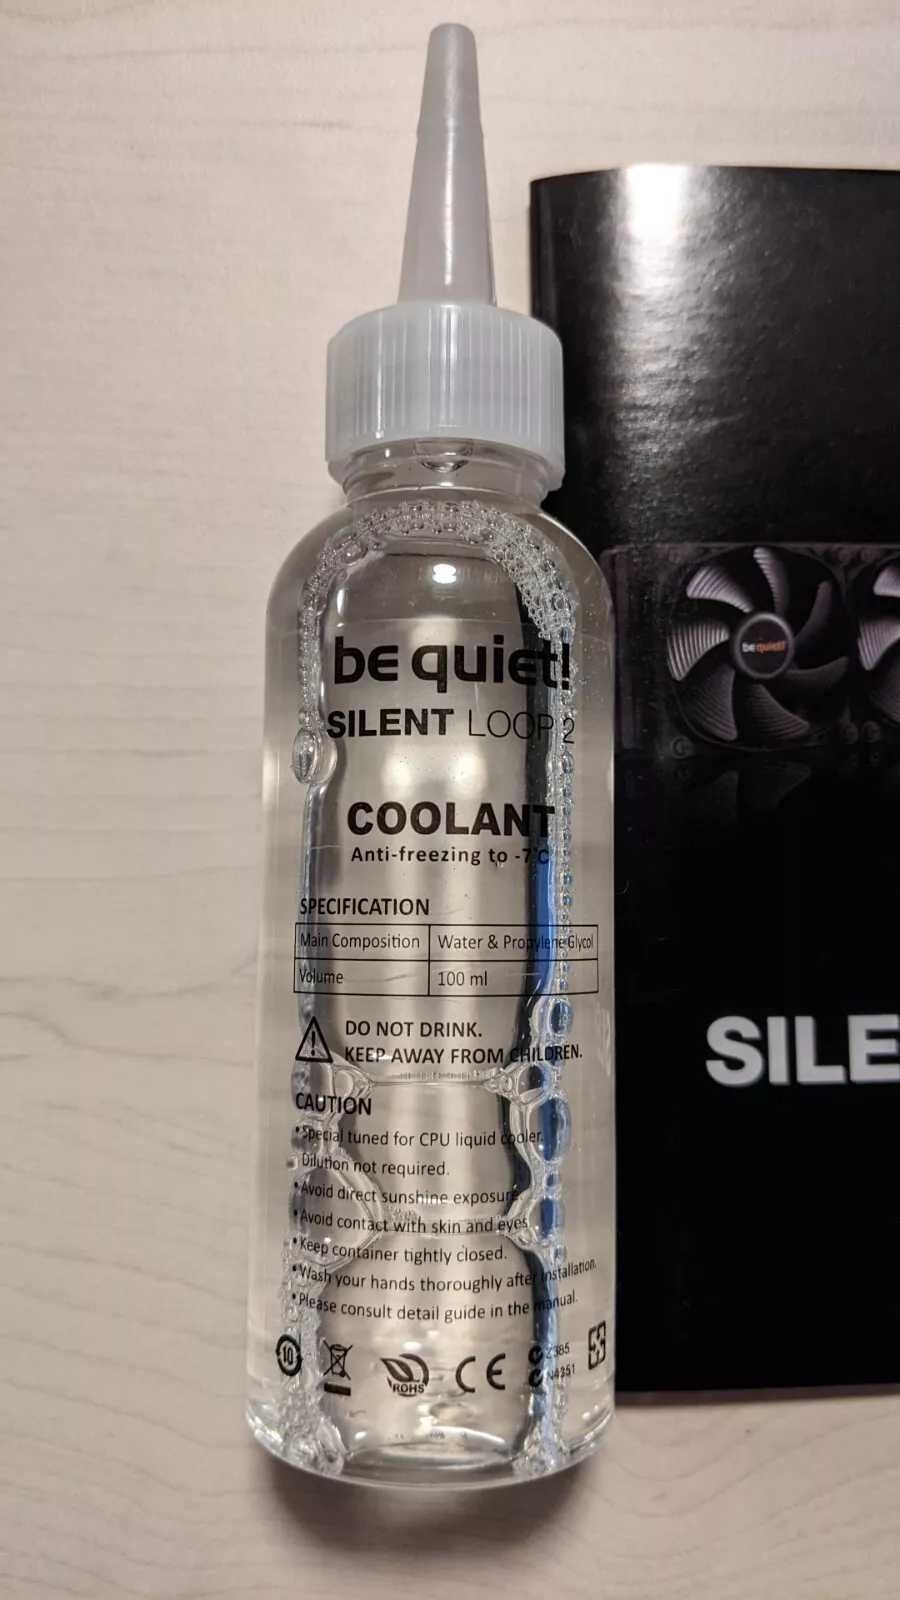 be quiet!
SILENT LOOP 2
COOLANT
Anti-freezing to -7°C
SPECIFICATION
Main Composition Water & Propylene Glycol
Volume 100 ml
DO NOT DRINK.
KEEP AWAY FROM CHILDREN.
CAUTION
•Special tuned for CPU liquid cooler.
Dilution not required.
•Avoid direct sunshine exposure.
•Avoid contact with skin and eyes.
•Keep container tightly closed.
•Wash your hands thoroughly after installation.
•Please consult detail guide in the manual.
10
ROHS
CE
Z385
N4351
be quiet!
SILE